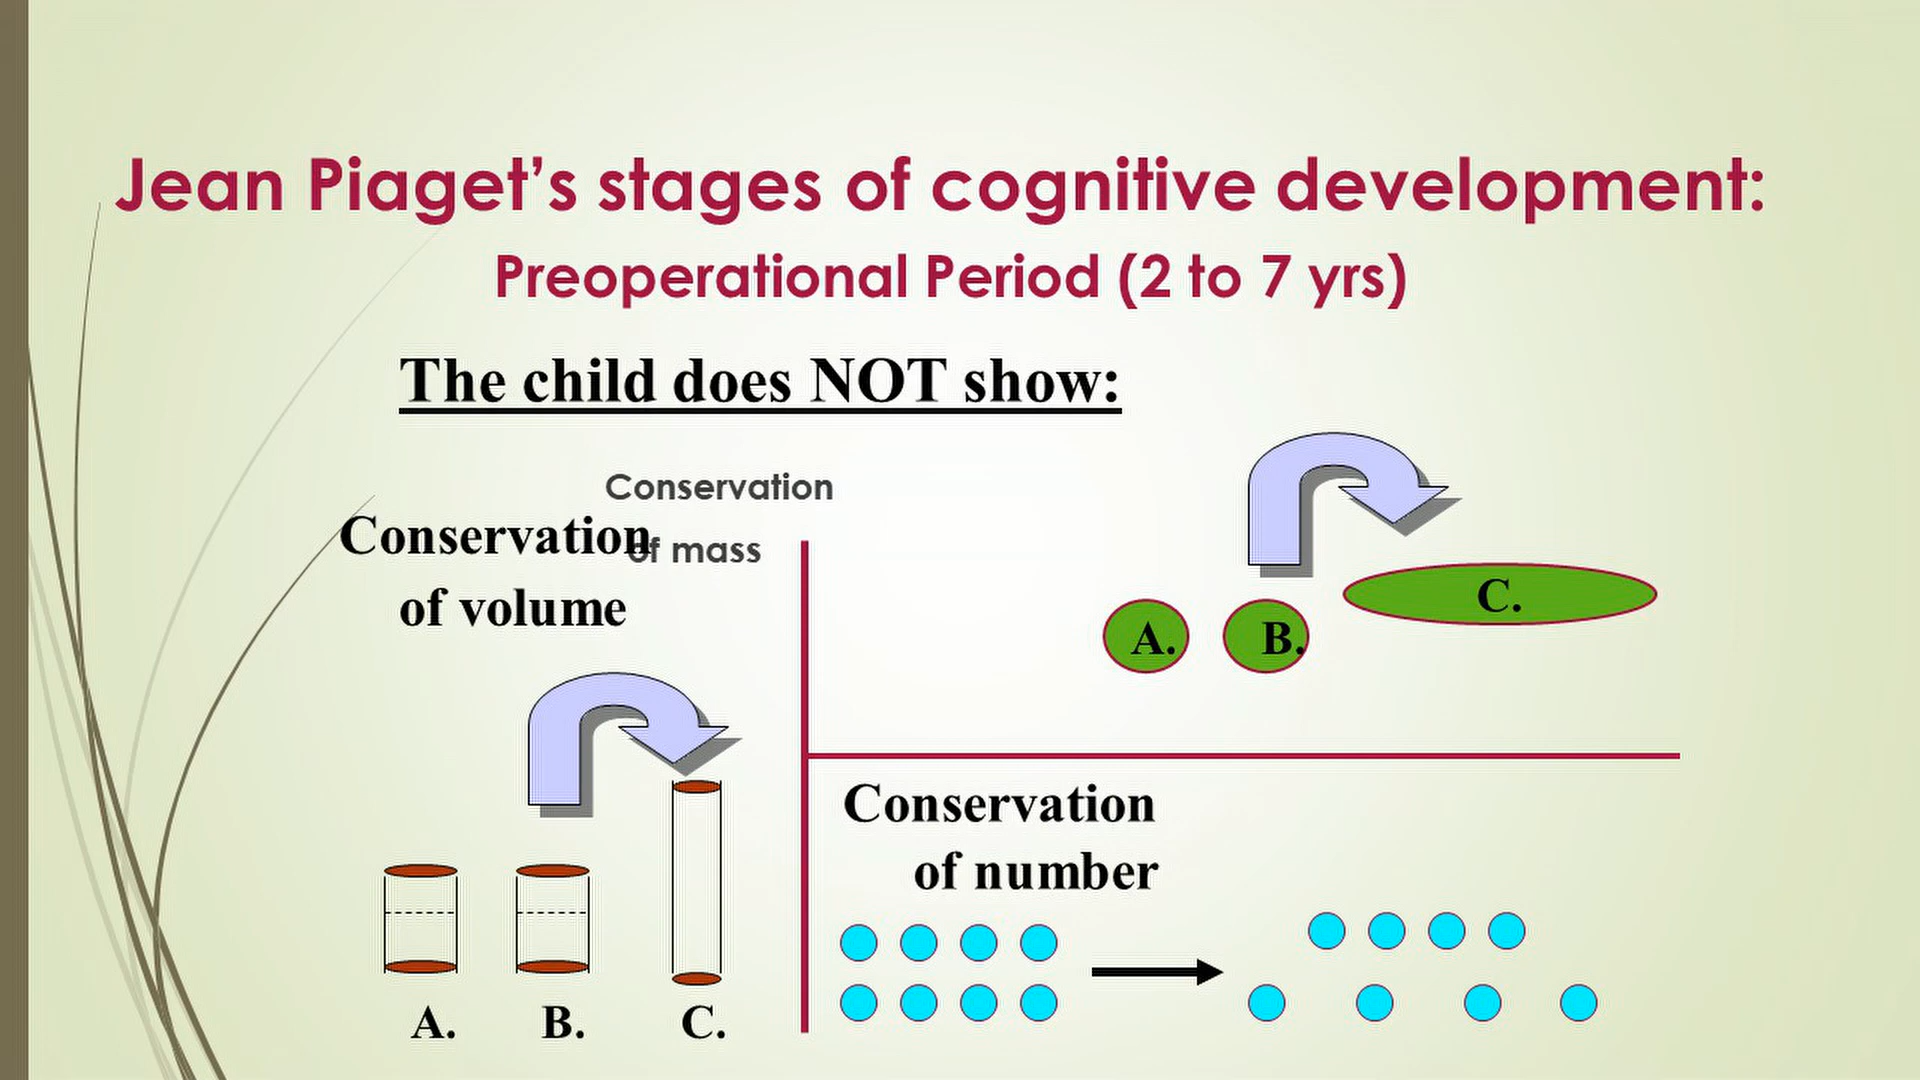 Jean Piaget’s stages of cognitive development:
Preoperational Period (2 to 7 yrs)
The child does NOT show:
Conservation
of mass
Conservation
of volume
A.
B.
C.
Conservation
of number
A.
B.
C.